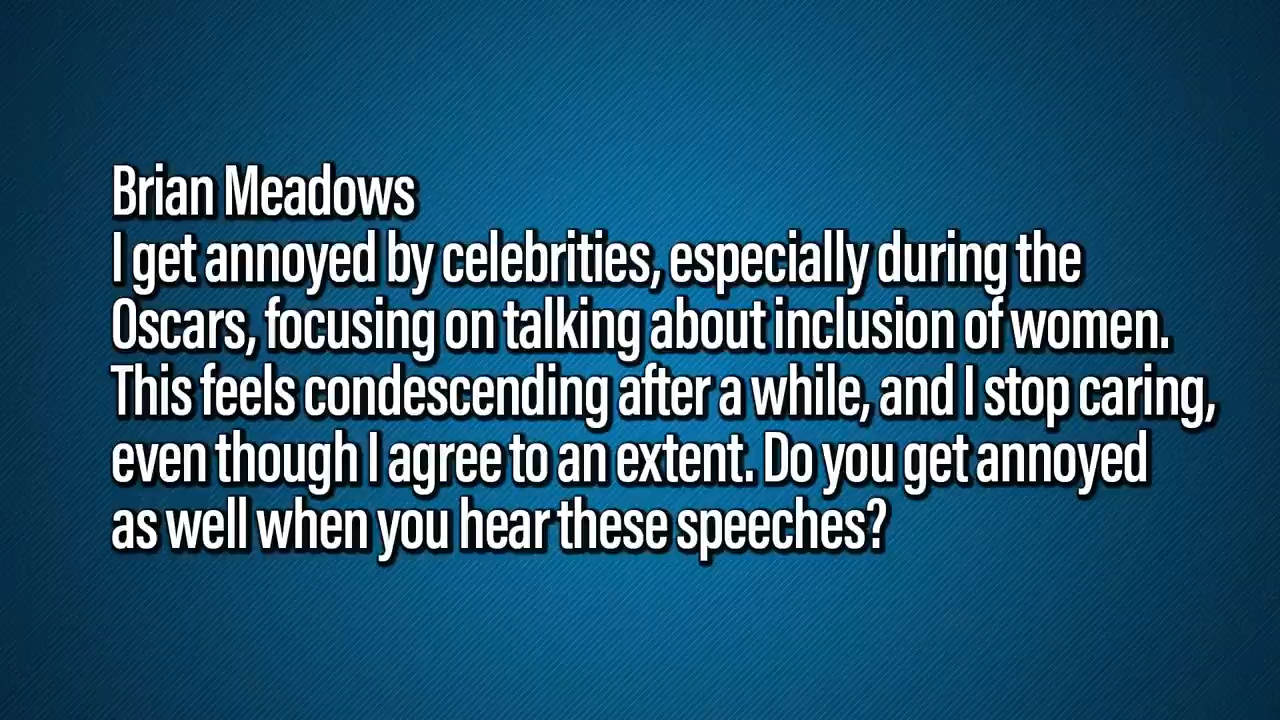 Brian Meadows
I get annoyed by celebrities, especially during the
Oscars, focusing on talking about inclusion of women.
This feels condescending after a while, and I stop caring,
even though I agree to an extent. Do you get annoyed
as well when you hear these speeches?